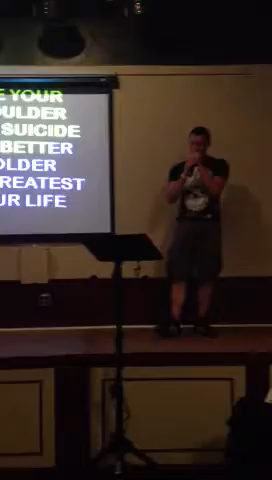 E YOUR
OULDER
SUICIDE
BETTER
OLDER
REATEST
UR LIFE